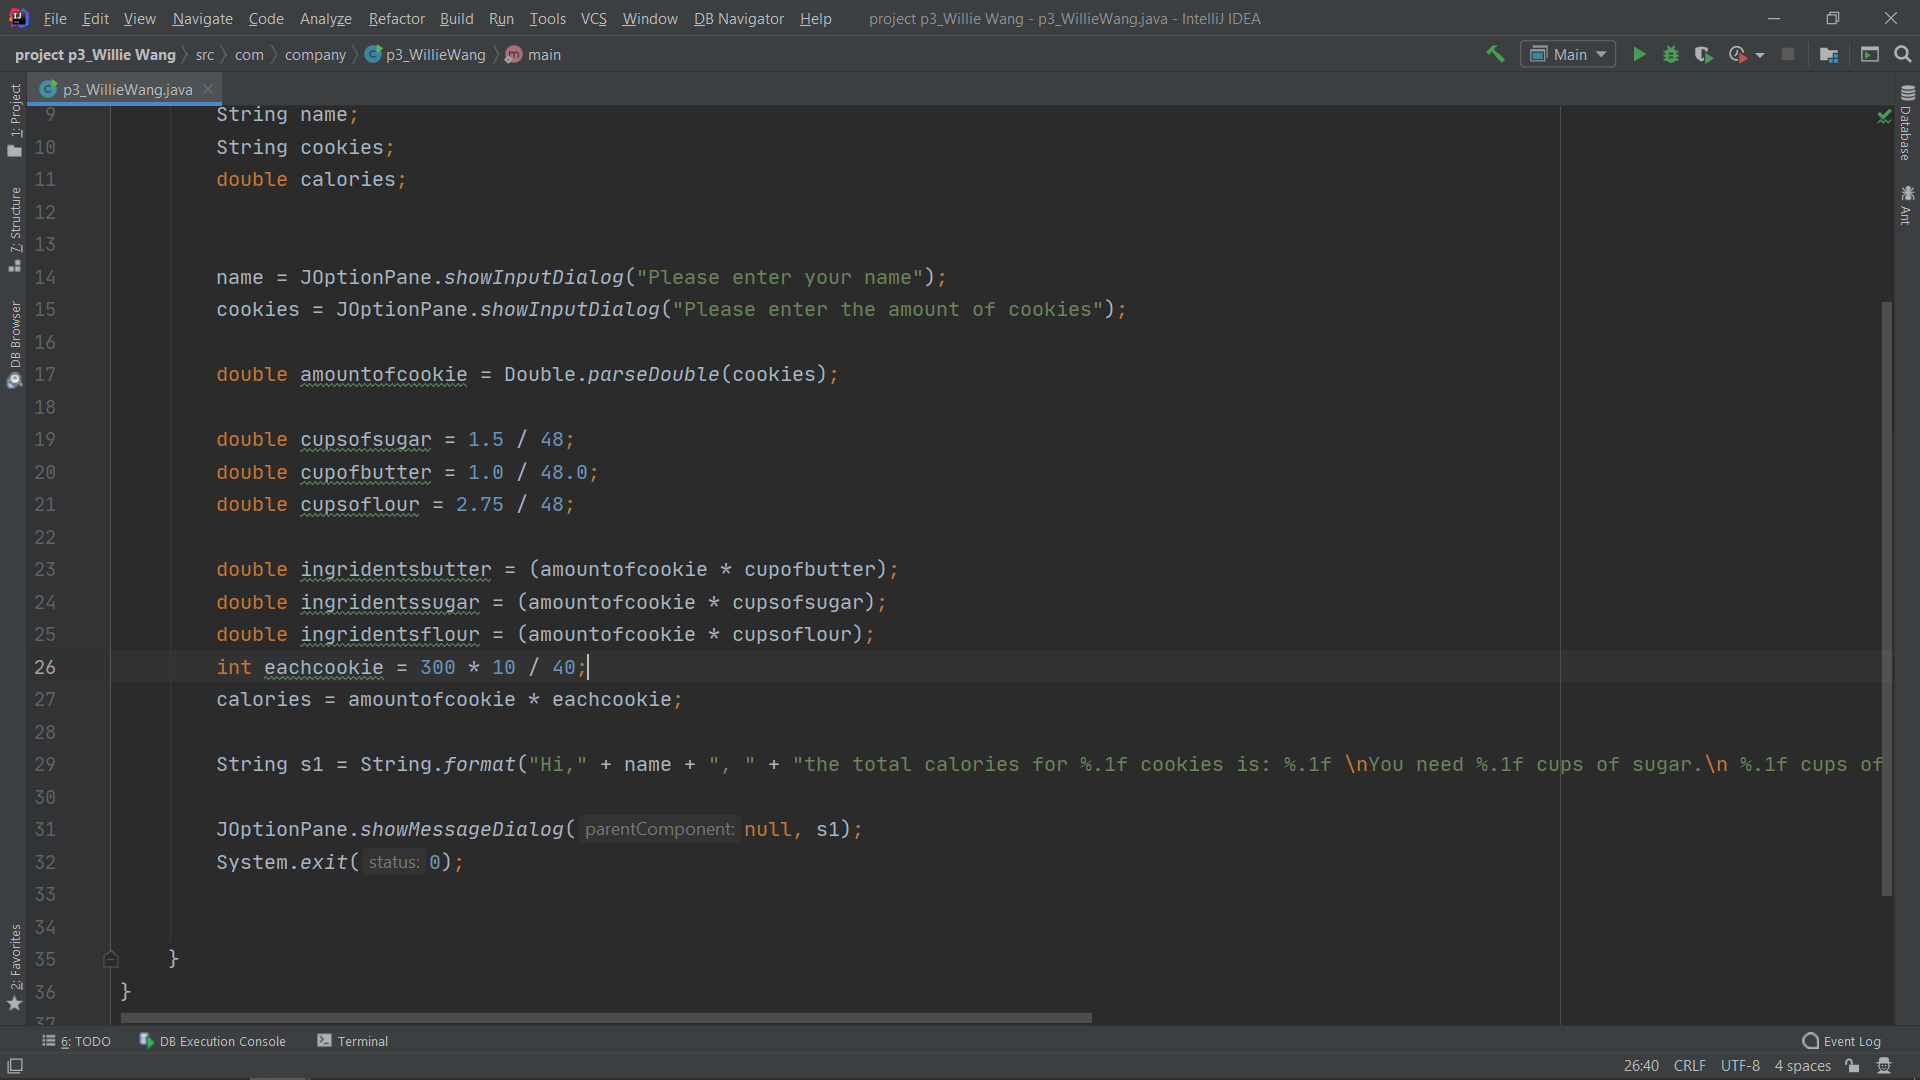 File Edit View Navigate Code Analyze Refactor Build Run Tools VCS Window DB Navigator Help project p3_Willie Wang - p3_WillieWang.java - IntelliJ IDEA
project p3_Willie Wang src com company p3_WillieWang main Main
p3_WillieWang.java
1: Project
7: Structure
DB Browser
2: Favorites
Database
Ant
9 String name;
10 String cookies;
11 double calories;
12
13
14 name = JOptionPane.showInputDialog("Please enter your name");
15 cookies = JOptionPane.showInputDialog("Please enter the amount of cookies");
16
17 double amountofcookie = Double.parseDouble(cookies);
18
19 double cupsofsugar = 1.5 / 48;
20 double cupofbutter = 1.0 / 48.0;
21 double cupsoflour = 2.75 / 48;
22
23 double ingridentsbutter = (amountofcookie * cupofbutter);
24 double ingridentssugar = (amountofcookie * cupsofsugar);
25 double ingridentsflour = (amountofcookie * cupsoflour);
26 int eachcookie = 300 * 10 / 40;
27 calories = amountofcookie * eachcookie;
28
29 String s1 = String.format("Hi," + name + ", " + "the total calories for %.1f cookies is: %.1f \nYou need %.1f cups of sugar.\n %.1f cups of
30
31 JOptionPane.showMessageDialog( parentComponent: null, s1);
32 System.exit( status: 0);
33
34
35 }
36 }
37
6: TODO DB Execution Console Terminal Event Log
26:40 CRLF UTF-8 4 spaces